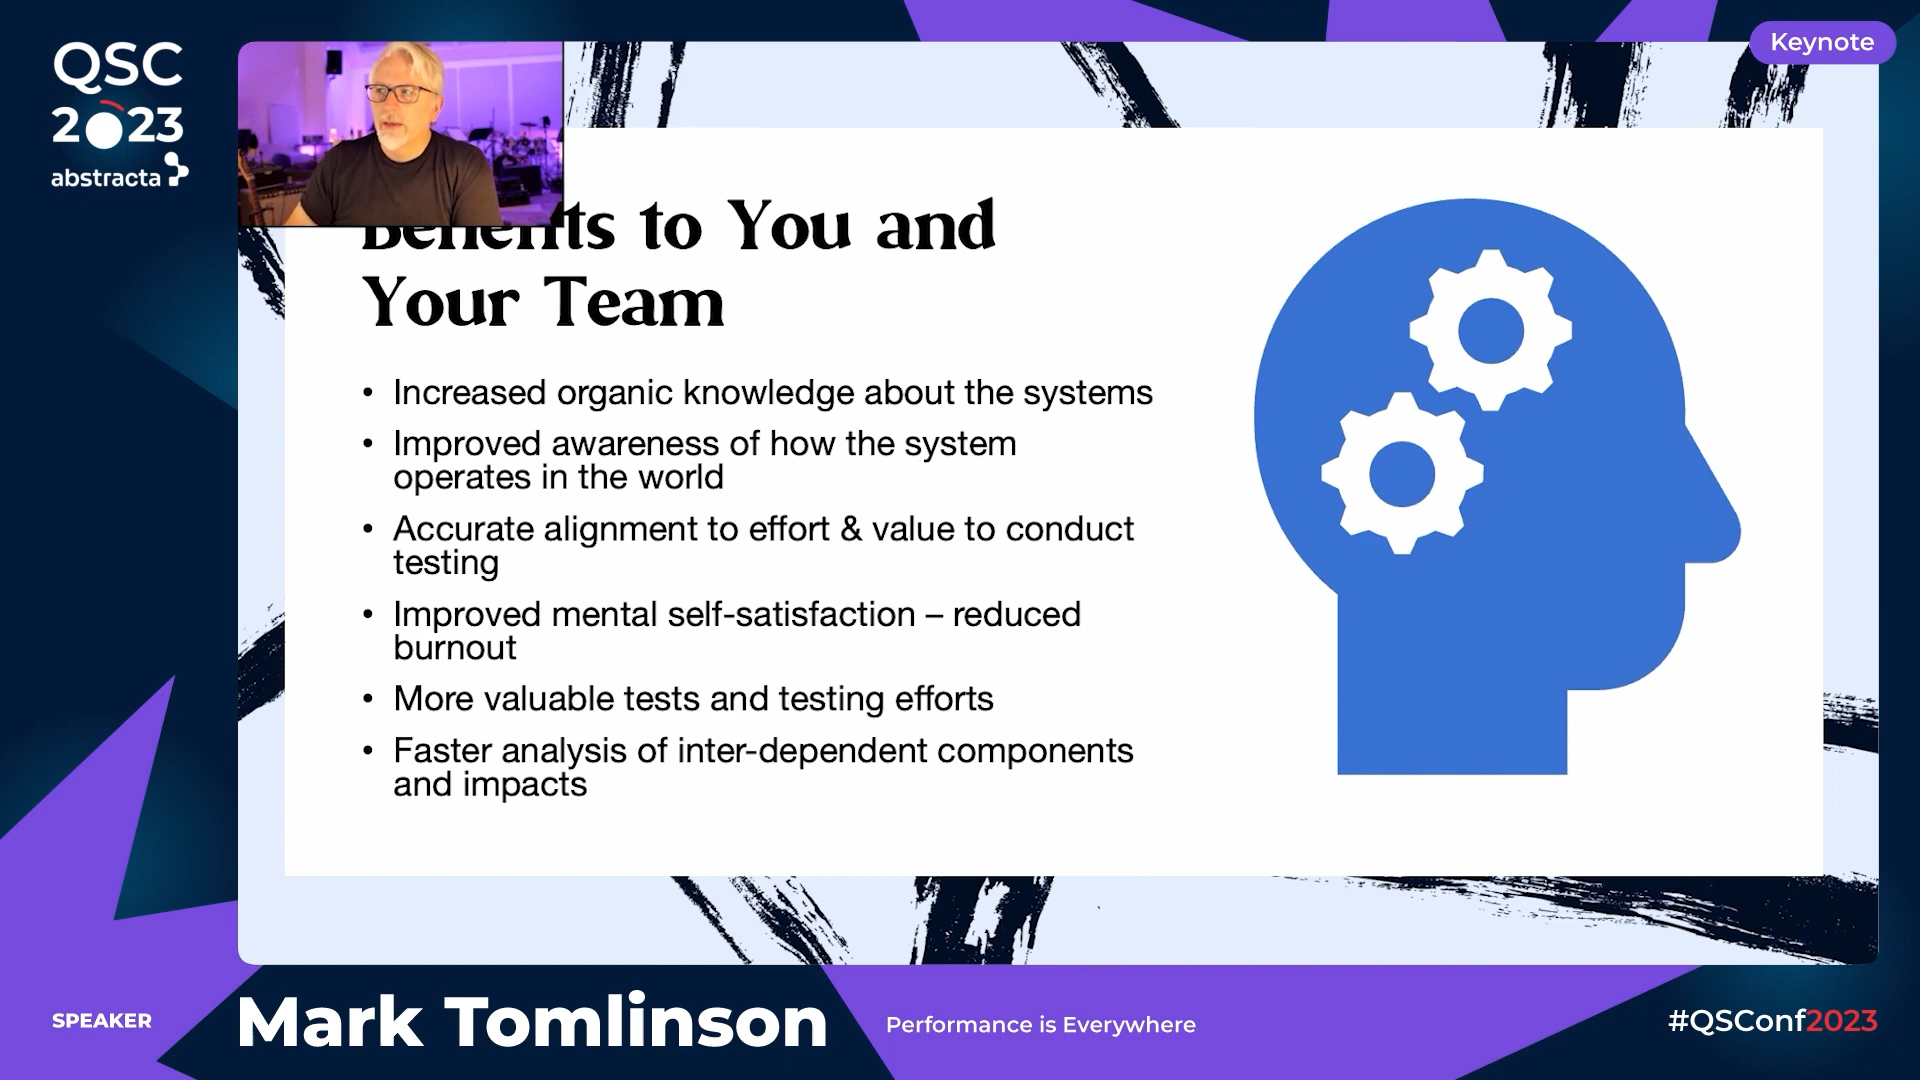 QSC
2023
abstracta
Keynote
Benefits to You and
Your Team
• Increased organic knowledge about the systems
• Improved awareness of how the system
operates in the world
• Accurate alignment to effort & value to conduct
testing
• Improved mental self-satisfaction – reduced
burnout
• More valuable tests and testing efforts
• Faster analysis of inter-dependent components
and impacts
SPEAKER
Mark Tomlinson
Performance is Everywhere
#QSConf2023